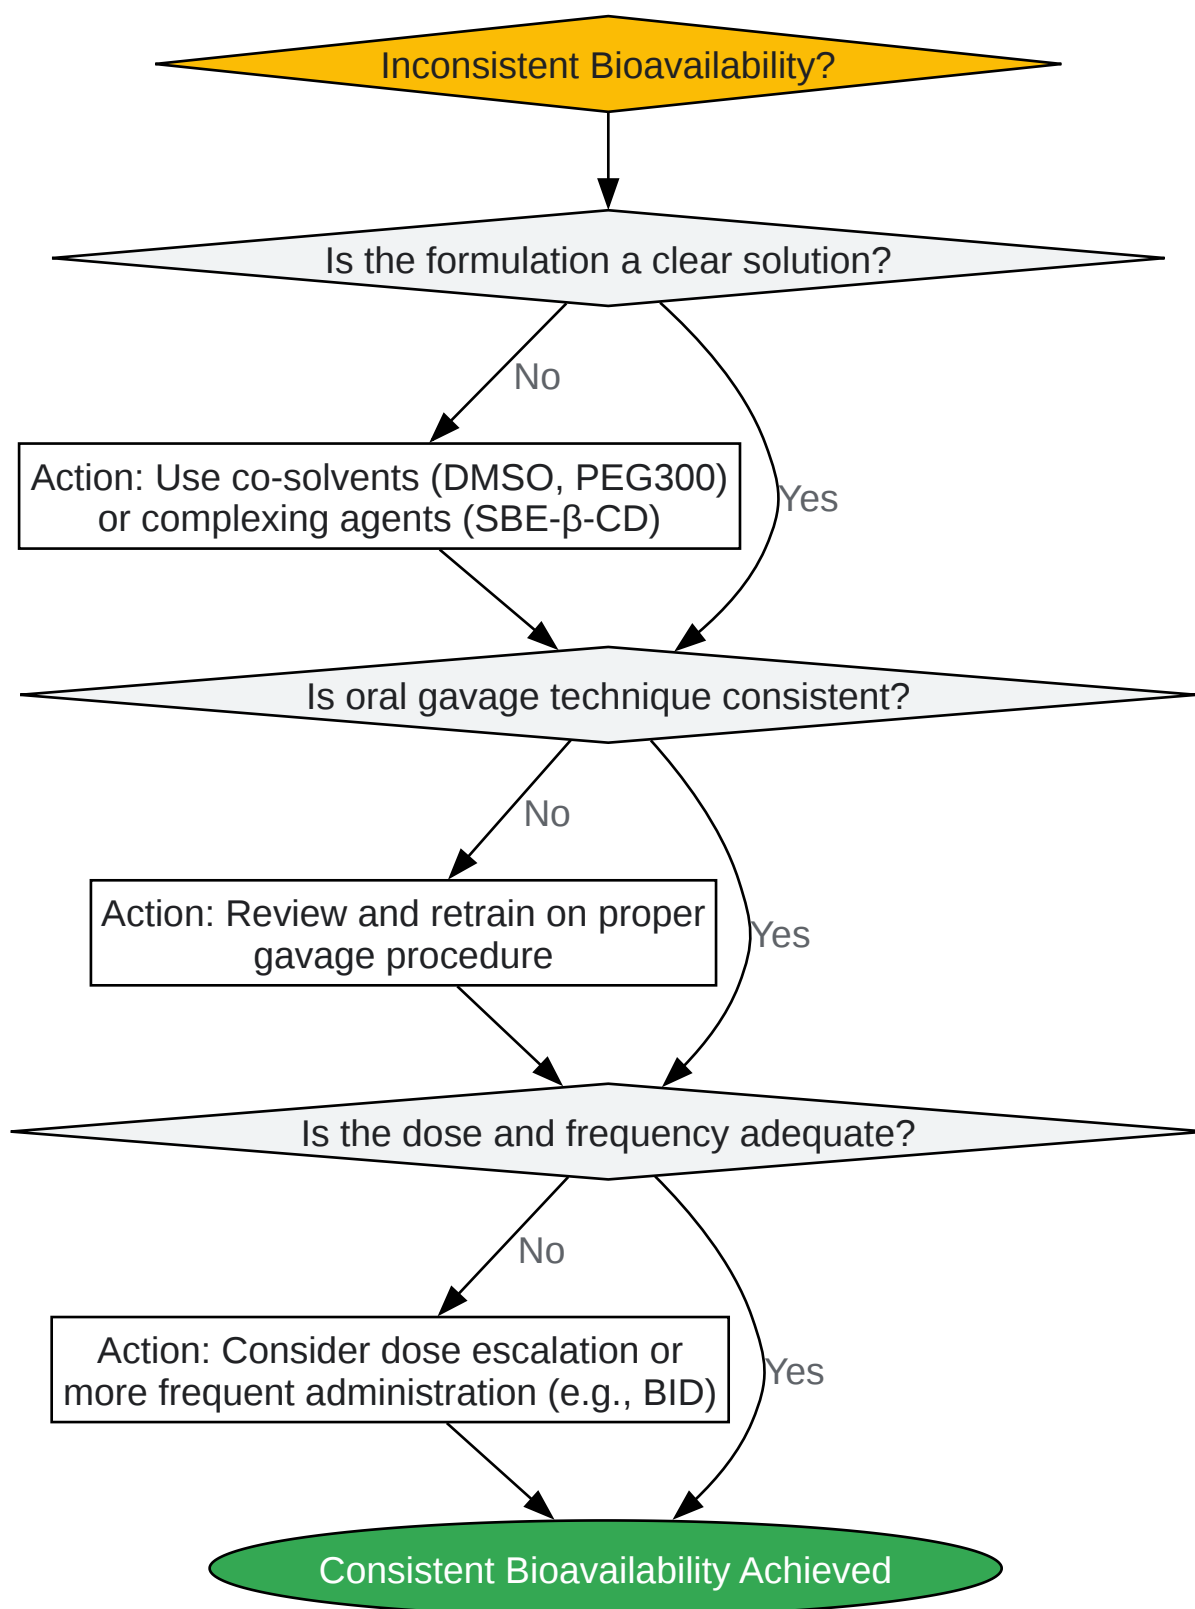 Inconsistent Bioavailability?
Is the formulation a clear solution?
No
Action: Use co-solvents (DMSO, PEG300)
or complexing agents (SBE-β-CD)
Yes
Is oral gavage technique consistent?
No
Action: Review and retrain on proper
gavage procedure
Yes
Is the dose and frequency adequate?
No
Action: Consider dose escalation or
more frequent administration (e.g., BID)
Yes
Consistent Bioavailability Achieved